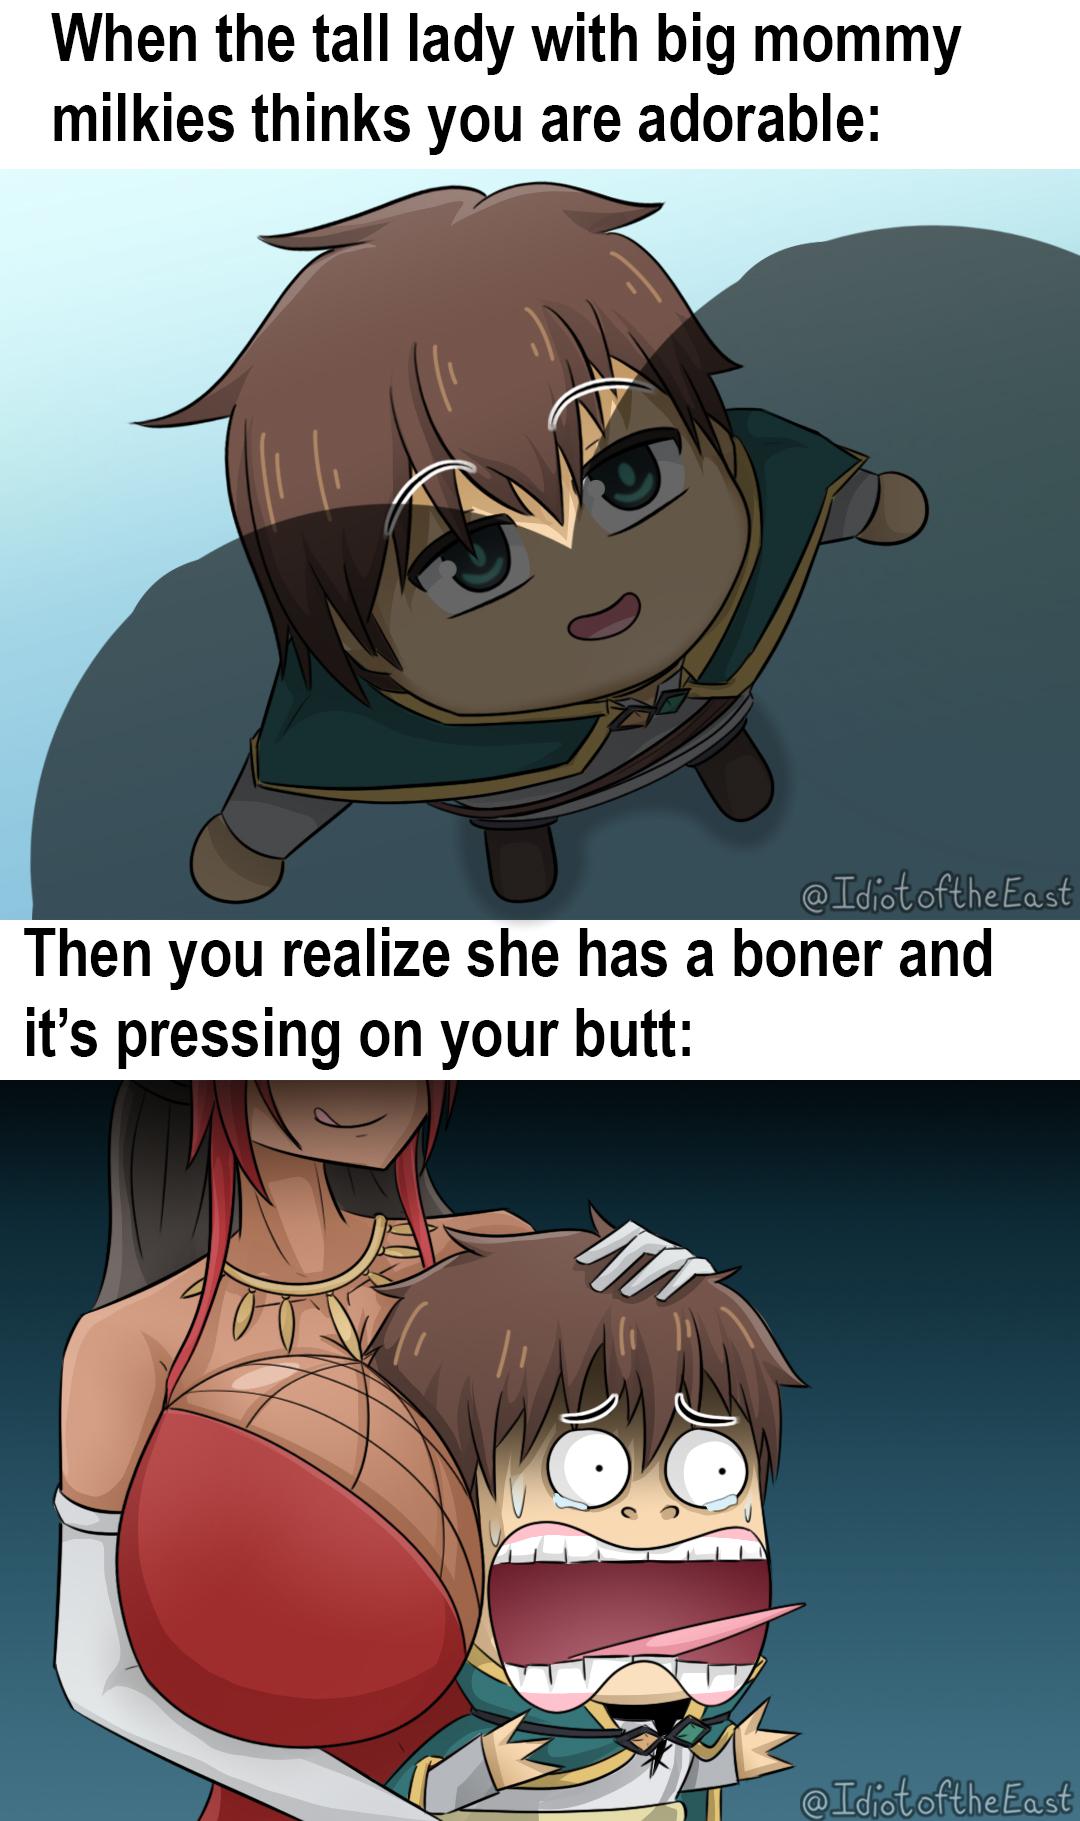 When the tall lady with big mommy
milkies thinks you are adorable:
@IdiotoftheEast
Then you realize she has a boner and
it’s pressing on your butt:
@IdiotoftheEast